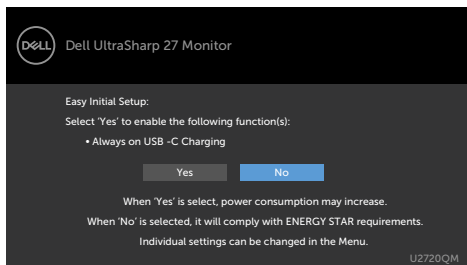 DELL
Dell UltraSharp 27 Monitor
Easy Initial Setup:
Select ‘Yes’ to enable the following function(s):
• Always on USB -C Charging
Yes
No
When ‘Yes’ is select, power consumption may increase.
When ‘No’ is selected, it will comply with ENERGY STAR requirements.
Individual settings can be changed in the Menu.
U2720QM